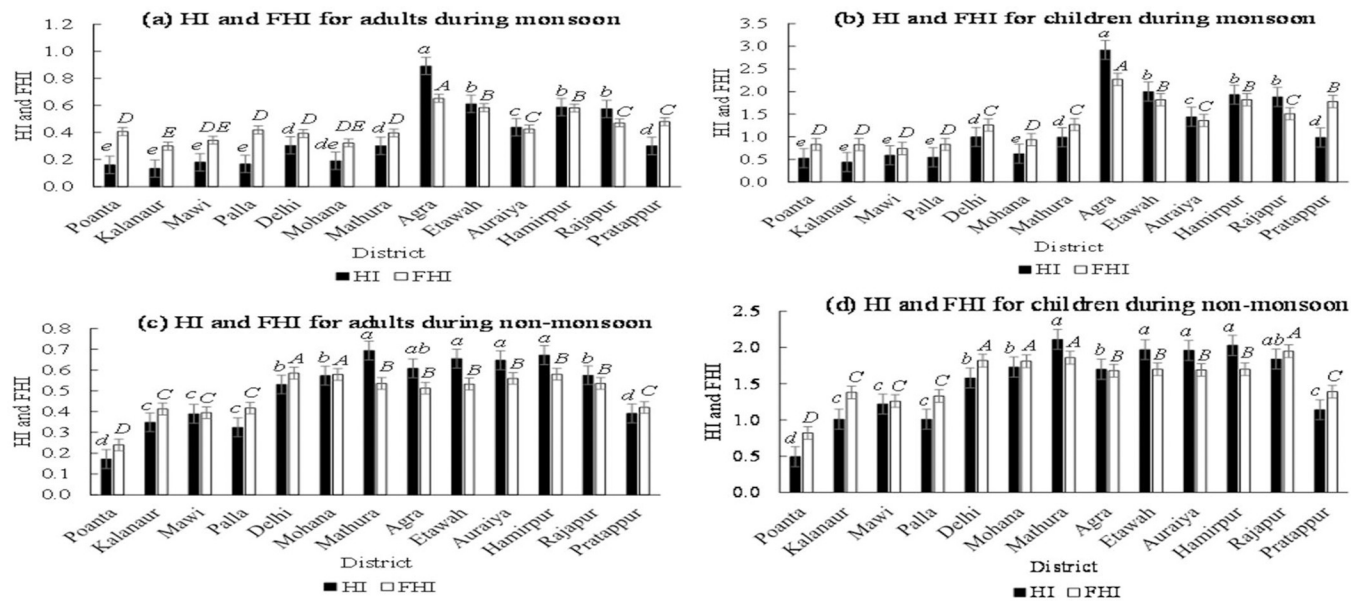 (a) HI and FHI for adults during monsoon
HI and FHI
1.2
1.0
0.8
0.6
0.4
0.2
0.0
e D e E e DE e D d D de DE d D a A b B c C b B b C d C
Poanta Kalanaur Mawi Palla Delhi Mohana Mathura Agra Etawah Auraiya Hamirpur Rajapur Pratappur
District
HI FHI
(b) HI and FHI for children during monsoon
HI and FHI
3.5
3.0
2.5
2.0
1.5
1.0
0.5
0.0
e D e D e D e D d C e D d C a A b B c C b B b C d B
Poanta Kalanaur Mawi Palla Delhi Mohana Mathura Agra Etawah Auraiya Hamirpur Rajapur Pratappur
District
HI FHI
(c) HI and FHI for adults during non-monsoon
HI and FHI
0.8
0.7
0.6
0.5
0.4
0.3
0.2
0.1
0.0
d D c C c C c C b A b A a B ab B a B a B a B b B c C
Poanta Kalanaur Mawi Palla Delhi Mohana Mathura Agra Etawah Auraiya Hamirpur Rajapur Pratappur
District
HI FHI
(d) HI and FHI for children during non-monsoon
HI and FHI
2.5
2.0
1.5
1.0
0.5
0.0
d D c C c C c C b A b A a A b B a B a B a B ab A c C
Poanta Kalanaur Mawi Palla Delhi Mohana Mathura Agra Etawah Auraiya Hamirpur Rajapur Pratappur
District
HI FHI